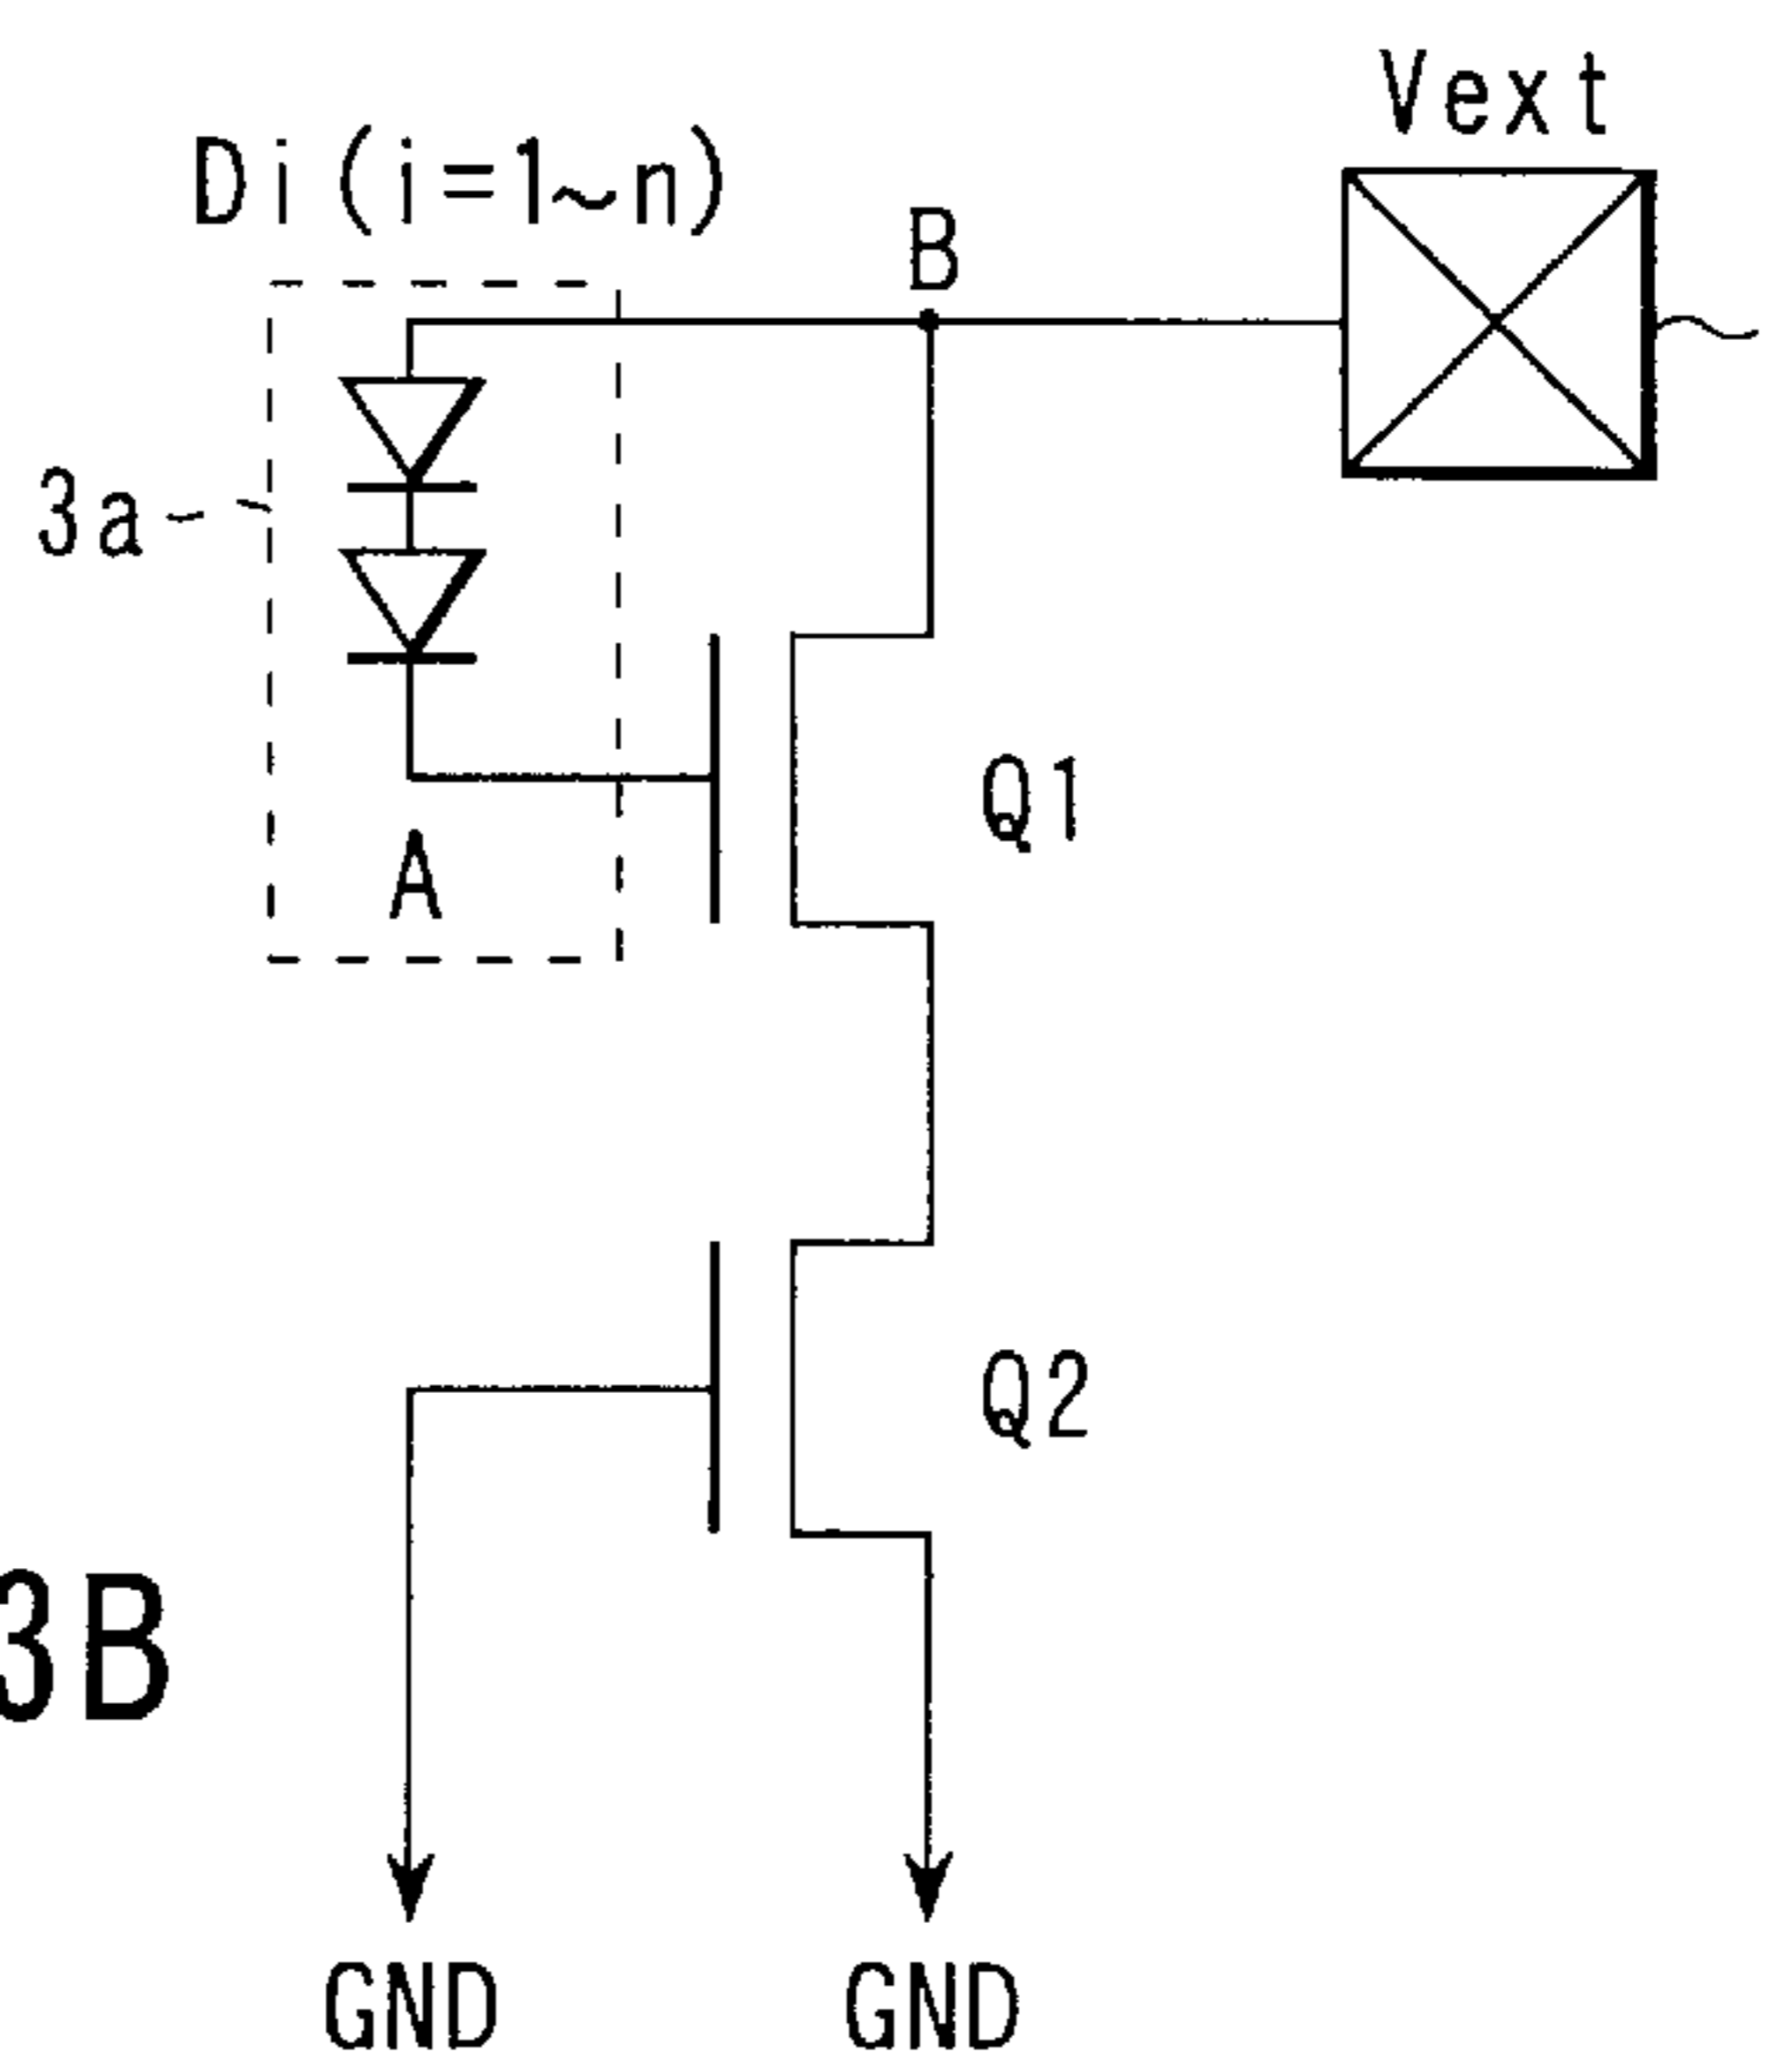 Vext
Di(i=1~n)
B
3a
Q1
A
Q2
3B
GND
GND